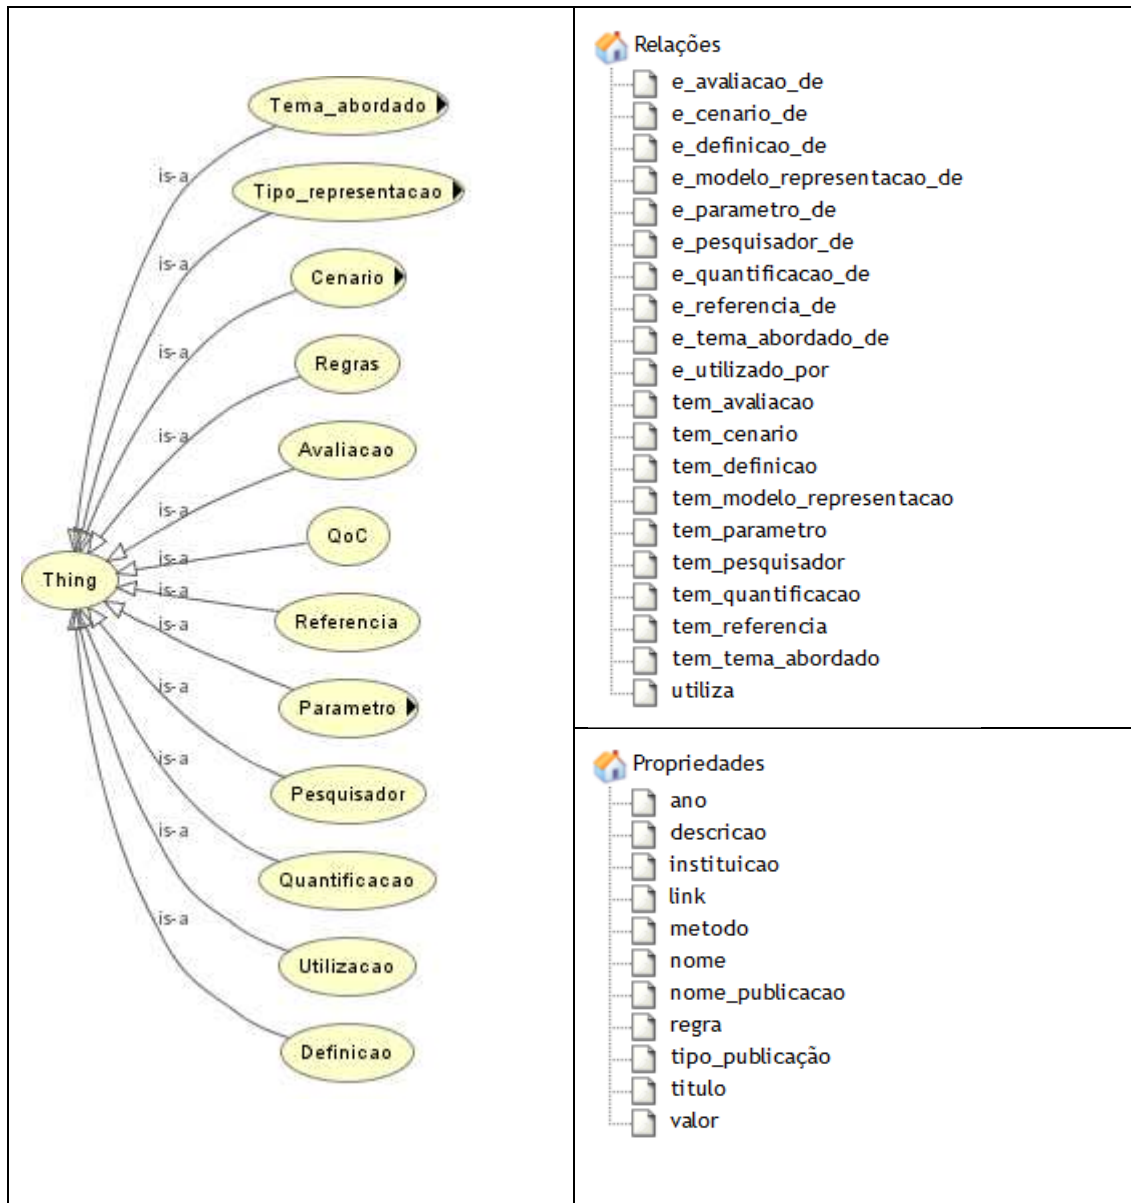 Tema_abordado
is-a
Tipo_representacao
is-a
Cenario
is-a
Regras
is-a
Avaliacao
is-a
QoC
is-a
Thing
is-a
Referencia
is-a
Parametro
is-a
Pesquisador
is-a
Quantificacao
is-a
Utilizacao
is-a
Definicao
Relações
e_avaliacao_de
e_cenario_de
e_definicao_de
e_modelo_representacao_de
e_parametro_de
e_pesquisador_de
e_quantificacao_de
e_referência_de
e_tema_abordado_de
e_utilizado_por
tem_avaliacao
tem_cenario
tem_definicao
tem_modelo_representacao
tem_parametro
tem_pesquisador
tem_quantificacao
tem_referencia
tem_tema_abordado
utiliza
Propriedades
ano
descricao
instituicao
link
metodo
nome
nome_publicacao
regra
tipo_publicação
titulo
valor